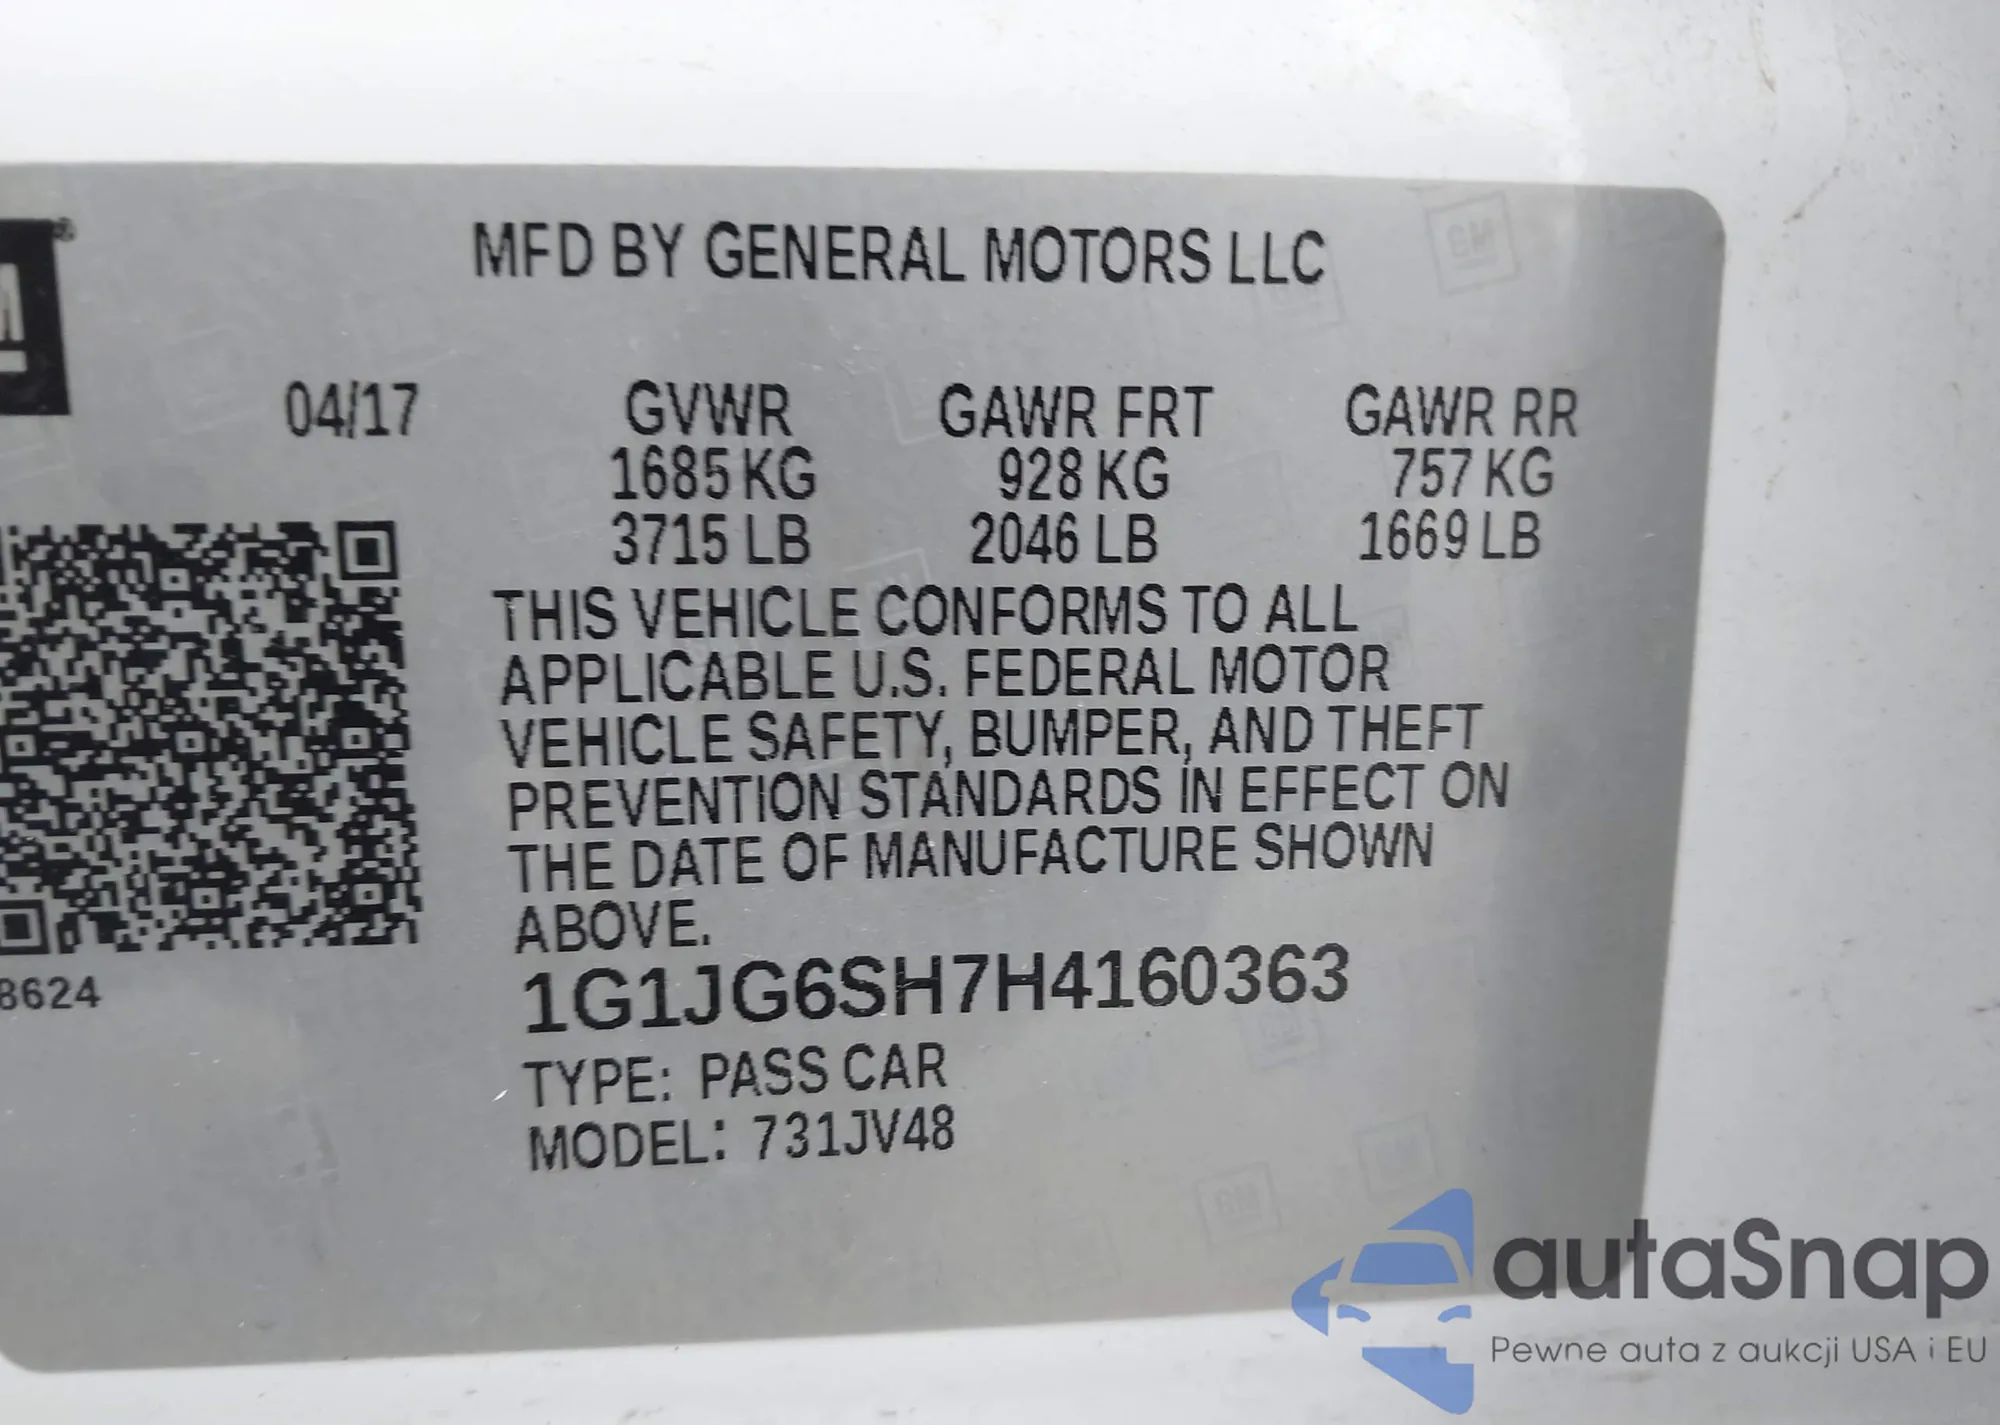 MFD BY GENERAL MOTORS LLC
04/17 GVWR GAWR FRT GAWR RR
1685 KG 928 KG 757 KG
3715 LB 2046 LB 1669 LB
THIS VEHICLE CONFORMS TO ALL
APPLICABLE U.S. FEDERAL MOTOR
VEHICLE SAFETY, BUMPER, AND THEFT
PREVENTION STANDARDS IN EFFECT ON
THE DATE OF MANUFACTURE SHOWN
ABOVE.
8624
1G1JG6SH7H4160363
TYPE: PASS CAR
MODEL: 731JV48
autaSnap
Pewne auta z aukcji USA i EU